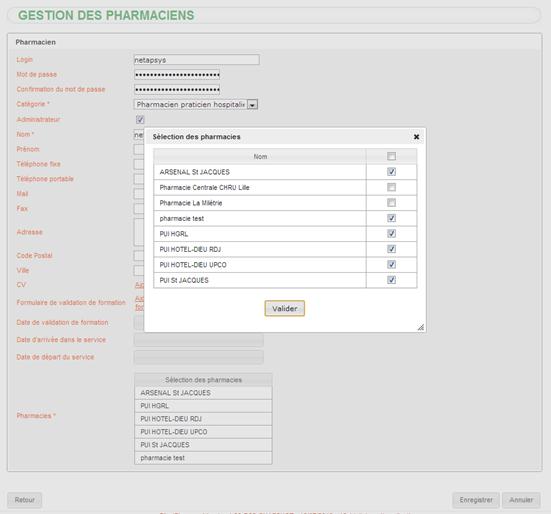 GESTION DES PHARMACIENS
Pharmacien
Login
netapsys
Mot de passe
Confirmation du mot de passe
Catégorie *
Pharmacien praticien hospitalie
Administrateur
Nom *
Prénom
Téléphone fixe
Téléphone portable
Mail
Fax
Adresse
Code Postal
Ville
CV
Formulaire de validation de formation
Date de validation de formation
Date d'arrivée dans le service
Date de départ du service
Sélection des pharmacies
Nom
ARSENAL St JACQUES
Pharmacie Centrale CHRU Lille
Pharmacie La Milétrie
pharmacie test
PUI HGRL
PUI HOTEL-DIEU RDJ
PUI HOTEL-DIEU UPCO
PUI St JACQUES
Valider
Pharmacies *
Sélection des pharmacies
ARSENAL St JACQUES
PUI HGRL
PUI HOTEL-DIEU RDJ
PUI HOTEL-DIEU UPCO
PUI St JACQUES
pharmacie test
Retour
Enregistrer
Annuler